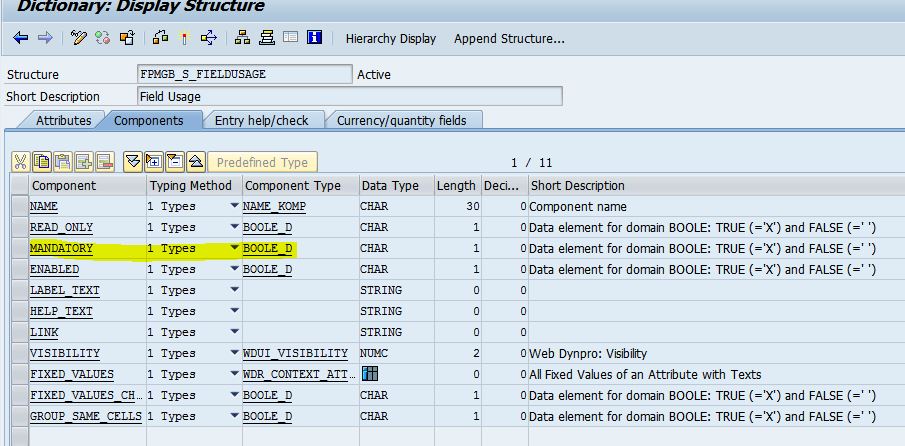 Dictionary: Display Structure
Hierarchy Display Append Structure...
Structure FPMGB_S_FIELDUSAGE Active
Short Description Field Usage
Attributes Components Entry help/check Currency/quantity fields
Predefined Type 1 / 11
Component Typing Method Component Type Data Type Length Deci... Short Description
NAME 1 Types NAME_KOMP CHAR 30 0 Component name
READ_ONLY 1 Types BOOLE_D CHAR 1 0 Data element for domain BOOLE: TRUE (='X') and FALSE (=' ')
MANDATORY 1 Types BOOLE_D CHAR 1 0 Data element for domain BOOLE: TRUE (='X') and FALSE (=' ')
ENABLED 1 Types BOOLE_D CHAR 1 0 Data element for domain BOOLE: TRUE (='X') and FALSE (=' ')
LABEL_TEXT 1 Types STRING 0 0
HELP_TEXT 1 Types STRING 0 0
LINK 1 Types STRING 0 0
VISIBILITY 1 Types WDUI_VISIBILITY NUMC 2 0 Web Dynpro: Visibility
FIXED_VALUES 1 Types WDR_CONTEXT_ATT... 0 0 All Fixed Values of an Attribute with Texts
FIXED_VALUES_CH... 1 Types BOOLE_D CHAR 1 0 Data element for domain BOOLE: TRUE (='X') and FALSE (=' ')
GROUP_SAME_CELLS 1 Types BOOLE_D CHAR 1 0 Data element for domain BOOLE: TRUE (='X') and FALSE (=' ')